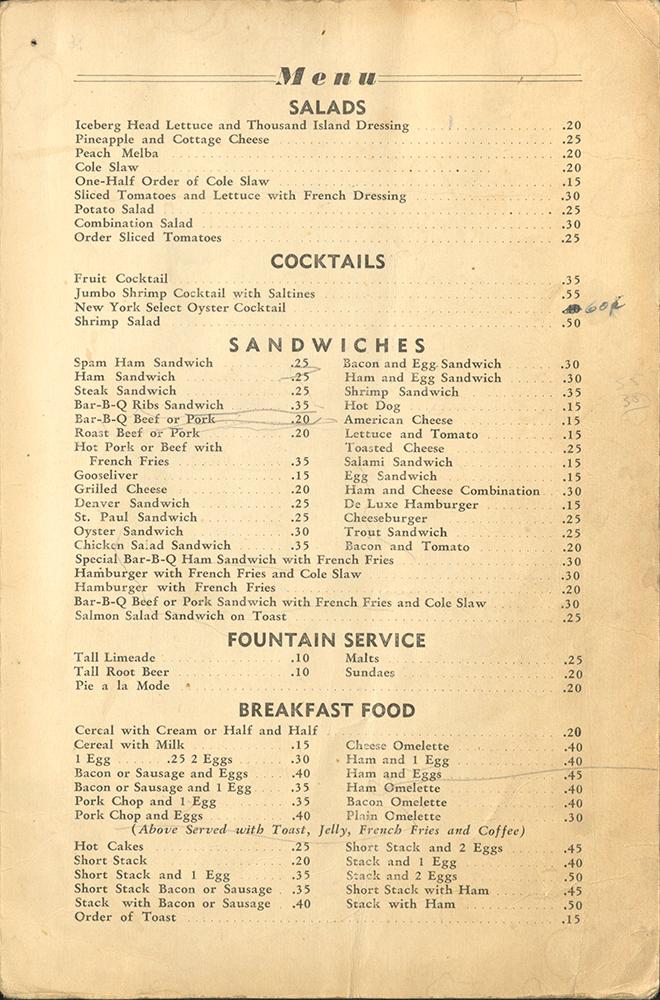 Menu
SALADS
Iceberg Head Lettuce and Thousand Island Dressing .20
Pineapple and Cottage Cheese .25
Peach Melba .20
Cole Slaw .20
One-Half Order of Cole Slaw .15
Sliced Tomatoes and Lettuce with French Dressing .30
Potato Salad .25
Combination Salad .30
Order Sliced Tomatoes .25
COCKTAILS
Fruit Cocktail .35
Jumbo Shrimp Cocktail with Saltines .55
New York Select Oyster Cocktail 60¢
Shrimp Salad .50
SANDWICHES
Spam Ham Sandwich .25
Ham Sandwich .25
Steak Sandwich .25
Bar-B-Q Ribs Sandwich .35
Bar-B-Q Beef or Pork .20
Roast Beef or Pork .20
Hot Pork or Beef with
French Fries .35
Gooseliver .15
Grilled Cheese .20
Denver Sandwich .25
St. Paul Sandwich .25
Oyster Sandwich .30
Chicken Salad Sandwich .35
Bacon and Egg Sandwich .30
Ham and Egg Sandwich .30
Shrimp Sandwich .35
Hot Dog .15
American Cheese .15
Lettuce and Tomato .15
Toasted Cheese .25
Salami Sandwich .15
Egg Sandwich .15
Ham and Cheese Combination .30
De Luxe Hamburger .15
Cheeseburger .25
Trout Sandwich .25
Bacon and Tomato .20
Special Bar-B-Q Ham Sandwich with French Fries .30
Hamburger with French Fries and Cole Slaw .30
Hamburger with French Fries .20
Bar-B-Q Beef or Pork Sandwich with French Fries and Cole Slaw .30
Salmon Salad Sandwich on Toast .25
FOUNTAIN SERVICE
Tall Limeade .10
Tall Root Beer .10
Malts .25
Sundaes .20
Pie a la Mode .20
BREAKFAST FOOD
Cereal with Cream or Half and Half .20
Cereal with Milk .15
1 Egg .25 2 Eggs .30
Bacon or Sausage and Eggs .40
Bacon or Sausage and 1 Egg .35
Pork Chop and 1 Egg .35
Pork Chop and Eggs .40
Cheese Omelette .40
Ham and 1 Egg .40
Ham and Eggs .45
Ham Omelette .40
Bacon Omelette .40
Plain Omelette .30
(Above Served with Toast, Jelly, French Fries and Coffee)
Hot Cakes .25
Short Stack .20
Short Stack and 1 Egg .35
Short Stack Bacon or Sausage .35
Stack with Bacon or Sausage .40
Short Stack and 2 Eggs .45
Stack and 1 Egg .40
Stack and 2 Eggs .50
Short Stack with Ham .45
Stack with Ham .50
Order of Toast .15